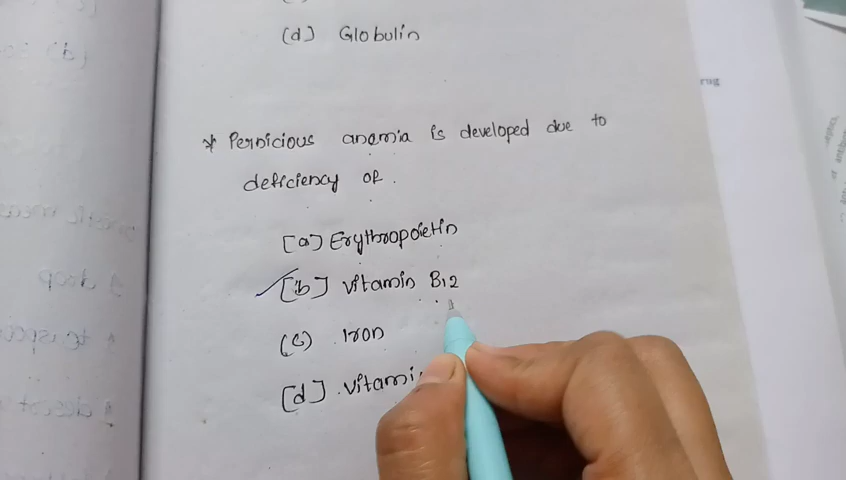 (d) Globulin
* Pernicious anemia is developed due to
deficiency of.
[a] Erythropoietin
[b] vitamin B12
(c) Iron
[d] vitami